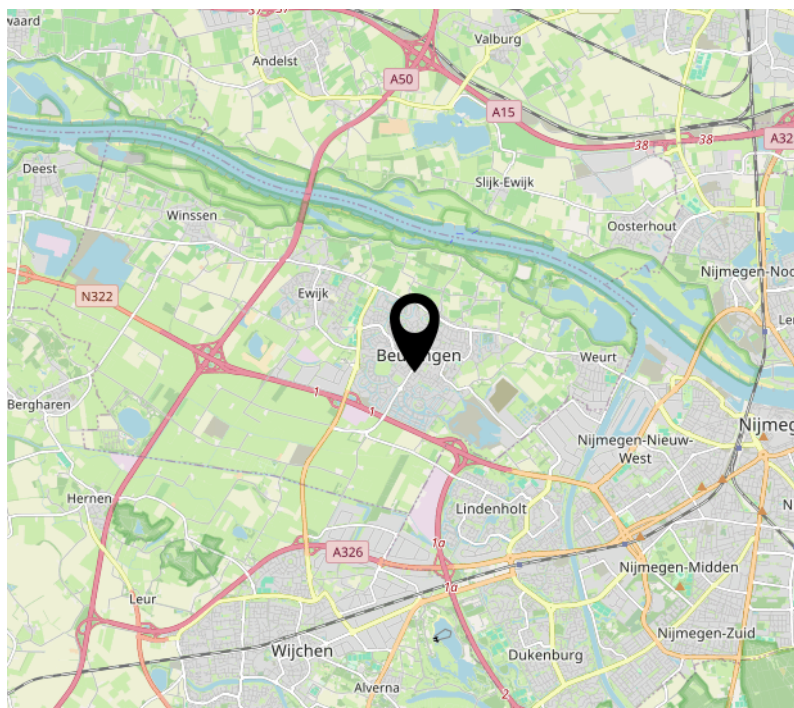 Valburg
Andelst
A50
A15
38
38
A32
Deest
Slijk-Ewijk
Winssen
Oosterhout
Nijmegen-Noo
Ewijk
N322
Weurt
1
1
Bergharen
Nijmeg
Nijmegen-Nieuw-
West
Hernen
Lindenholt
1a
A326
1a
Nijmegen-Midden
Leur
Nijmegen-Zuid
Wijchen
Dukenburg
Alverna
2